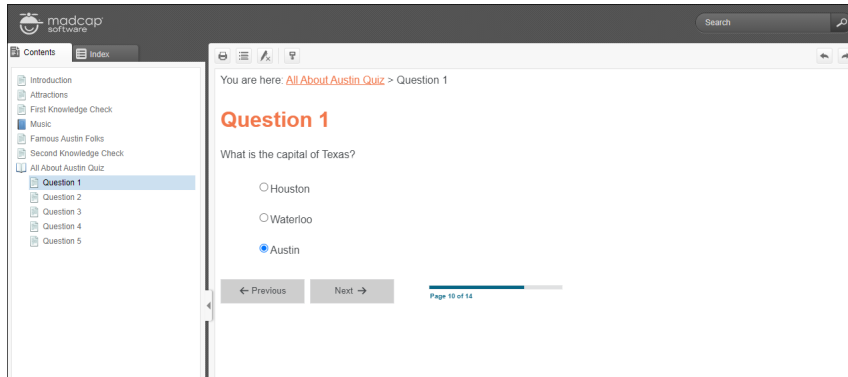 madcap
software
Search
Contents
Index
Introduction
Attractions
First Knowledge Check
Music
Famous Austin Folks
Second Knowledge Check
All About Austin Quiz
Question 1
Question 2
Question 3
Question 4
Question 5
You are here: All About Austin Quiz > Question 1
Question 1
What is the capital of Texas?
Houston
Waterloo
Austin
← Previous
Next →
Page 10 of 14